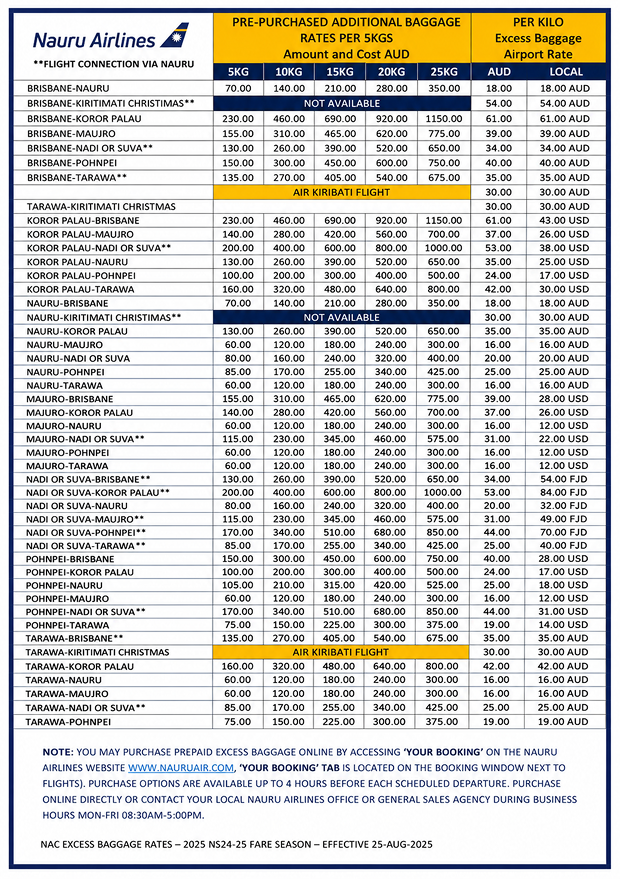 Nauru Airlines
**FLIGHT CONNECTION VIA NAURU
PRE-PURCHASED ADDITIONAL BAGGAGE
RATES PER 5KGS
Amount and Cost AUD
PER KILO
Excess Baggage
Airport Rate
5KG 10KG 15KG 20KG 25KG AUD LOCAL
BRISBANE-NAURU 70.00 140.00 210.00 280.00 350.00 18.00 18.00 AUD
BRISBANE-KIRITIMATI CHRISTMAS** NOT AVAILABLE 54.00 54.00 AUD
BRISBANE-KOROR PALAU 230.00 460.00 690.00 920.00 1150.00 61.00 61.00 AUD
BRISBANE-MAUJRO 155.00 310.00 465.00 620.00 775.00 39.00 39.00 AUD
BRISBANE-NADI OR SUVA** 130.00 260.00 390.00 520.00 650.00 34.00 34.00 AUD
BRISBANE-POHNPEI 150.00 300.00 450.00 600.00 750.00 40.00 40.00 AUD
BRISBANE-TARAWA** 135.00 270.00 405.00 540.00 675.00 35.00 35.00 AUD
AIR KIRIBATI FLIGHT 30.00 30.00 AUD
TARAWA-KIRITIMATI CHRISTMAS 30.00 30.00 AUD
KOROR PALAU-BRISBANE 230.00 460.00 690.00 920.00 1150.00 61.00 43.00 USD
KOROR PALAU-MAUJRO 140.00 280.00 420.00 560.00 700.00 37.00 26.00 USD
KOROR PALAU-NADI OR SUVA** 200.00 400.00 600.00 800.00 1000.00 53.00 38.00 USD
KOROR PALAU-NAURU 130.00 260.00 390.00 520.00 650.00 35.00 25.00 USD
KOROR PALAU-POHNPEI 100.00 200.00 300.00 400.00 500.00 24.00 17.00 USD
KOROR PALAU-TARAWA 160.00 320.00 480.00 640.00 800.00 42.00 30.00 USD
NAURU-BRISBANE 70.00 140.00 210.00 280.00 350.00 18.00 18.00 AUD
NAURU-KIRITIMATI CHRISTMAS** NOT AVAILABLE 30.00 30.00 AUD
NAURU-KOROR PALAU 130.00 260.00 390.00 520.00 650.00 35.00 35.00 AUD
NAURU-MAUJRO 60.00 120.00 180.00 240.00 300.00 16.00 16.00 AUD
NAURU-NADI OR SUVA 80.00 160.00 240.00 320.00 400.00 20.00 20.00 AUD
NAURU-POHNPEI 85.00 170.00 255.00 340.00 425.00 25.00 25.00 AUD
NAURU-TARAWA 60.00 120.00 180.00 240.00 300.00 16.00 16.00 AUD
MAJURO-BRISBANE 155.00 310.00 465.00 620.00 775.00 39.00 28.00 USD
MAJURO-KOROR PALAU 140.00 280.00 420.00 560.00 700.00 37.00 26.00 USD
MAJURO-NAURU 60.00 120.00 180.00 240.00 300.00 16.00 12.00 USD
MAJURO-NADI OR SUVA** 115.00 230.00 345.00 460.00 575.00 31.00 22.00 USD
MAJURO-POHNPEI 60.00 120.00 180.00 240.00 300.00 16.00 12.00 USD
MAJURO-TARAWA 60.00 120.00 180.00 240.00 300.00 16.00 12.00 USD
NADI OR SUVA-BRISBANE** 130.00 260.00 390.00 520.00 650.00 34.00 54.00 FJD
NADI OR SUVA-KOROR PALAU** 200.00 400.00 600.00 800.00 1000.00 53.00 84.00 FJD
NADI OR SUVA-NAURU 80.00 160.00 240.00 320.00 400.00 20.00 32.00 FJD
NADI OR SUVA-MAUJRO** 115.00 230.00 345.00 460.00 575.00 31.00 49.00 FJD
NADI OR SUVA-POHNPEI** 170.00 340.00 510.00 680.00 850.00 44.00 70.00 FJD
NADI OR SUVA-TARAWA** 85.00 170.00 255.00 340.00 425.00 25.00 40.00 FJD
POHNPEI-BRISBANE 150.00 300.00 450.00 600.00 750.00 40.00 28.00 USD
POHNPEI-KOROR PALAU 100.00 200.00 300.00 400.00 500.00 24.00 17.00 USD
POHNPEI-NAURU 105.00 210.00 315.00 420.00 525.00 25.00 18.00 USD
POHNPEI-MAUJRO 60.00 120.00 180.00 240.00 300.00 16.00 12.00 USD
POHNPEI-NADI OR SUVA** 170.00 340.00 510.00 680.00 850.00 44.00 31.00 USD
POHNPEI-TARAWA 75.00 150.00 225.00 300.00 375.00 19.00 14.00 USD
TARAWA-BRISBANE** 135.00 270.00 405.00 540.00 675.00 35.00 35.00 AUD
TARAWA-KIRITIMATI CHRISTMAS AIR KIRIBATI FLIGHT 30.00 30.00 AUD
TARAWA-KOROR PALAU 160.00 320.00 480.00 640.00 800.00 42.00 42.00 AUD
TARAWA-NAURU 60.00 120.00 180.00 240.00 300.00 16.00 16.00 AUD
TARAWA-MAUJRO 60.00 120.00 180.00 240.00 300.00 16.00 16.00 AUD
TARAWA-NADI OR SUVA** 85.00 170.00 255.00 340.00 425.00 25.00 25.00 AUD
TARAWA-POHNPEI 75.00 150.00 225.00 300.00 375.00 19.00 19.00 AUD
NOTE: YOU MAY PURCHASE PREPAID EXCESS BAGGAGE ONLINE BY ACCESSING ‘YOUR BOOKING’ ON THE NAURU
AIRLINES WEBSITE WWW.NAURUAIR.COM, ‘YOUR BOOKING’ TAB IS LOCATED ON THE BOOKING WINDOW NEXT TO
FLIGHTS). PURCHASE OPTIONS ARE AVAILABLE UP TO 4 HOURS BEFORE EACH SCHEDULED DEPARTURE. PURCHASE
ONLINE DIRECTLY OR CONTACT YOUR LOCAL NAURU AIRLINES OFFICE OR GENERAL SALES AGENCY DURING BUSINESS
HOURS MON-FRI 08:30AM-5:00PM.
NAC EXCESS BAGGAGE RATES – 2025 NS24-25 FARE SEASON – EFFECTIVE 25-AUG-2025